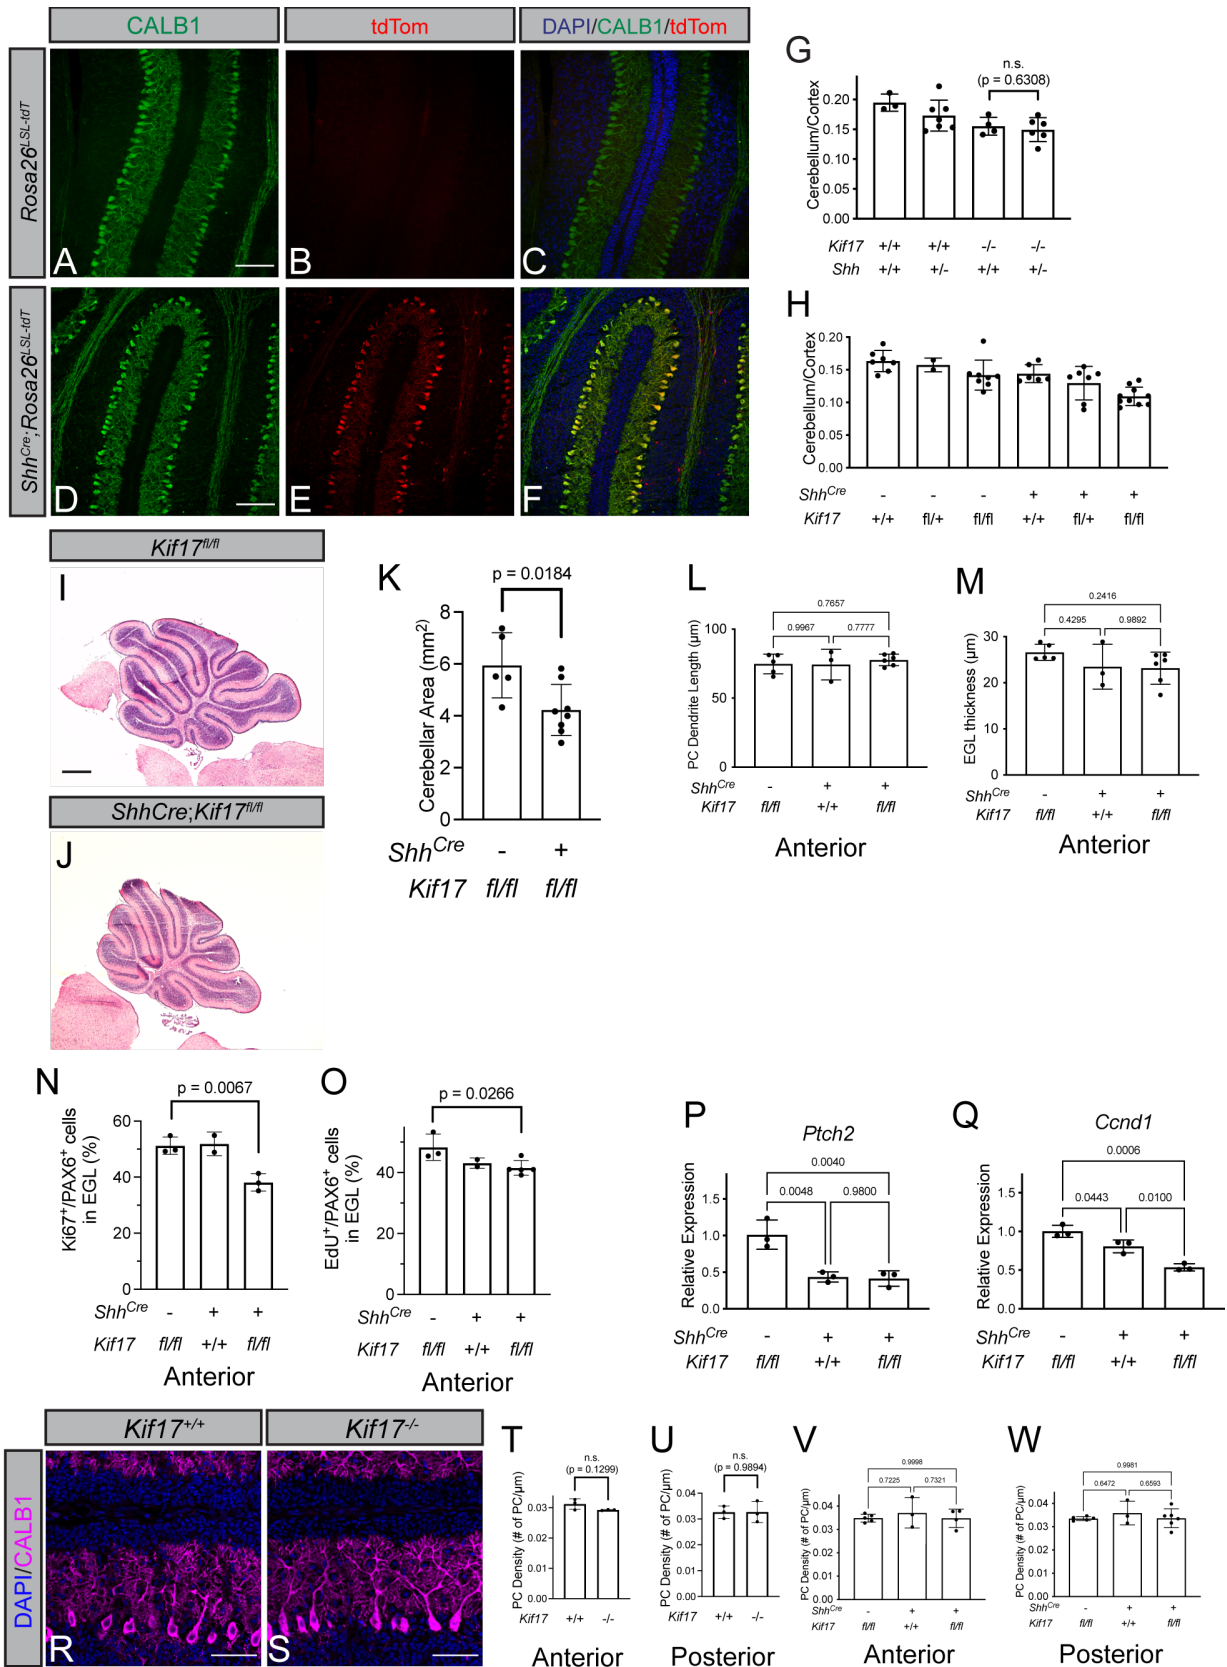 CALB1
tdTom
DAPI/CALB1/tdTom
Rosa26LSL-tdT
A
B
C
ShhCre;Rosa26LSL-tdT
D
E
F
G
n.s.
(p = 0.6308)
Cerebellum/Cortex
0.20
0.15
0.10
0.05
0.00
Kif17 +/+ +/+ -/- -/-
Shh +/+ +/- +/+ +/-
H
Cerebellum/Cortex
0.20
0.15
0.10
0.05
0.00
ShhCre - - - + + +
Kif17 +/+ fl/+ fl/fl +/+ fl/+ fl/fl
Kif17fl/fl
I
ShhCre;Kif17fl/fl
J
K
p = 0.0184
Cerebellar Area (mm2)
8
6
4
2
0
ShhCre - +
Kif17 fl/fl fl/fl
L
0.7657
0.9967 0.7777
PC Dendrite Length (µm)
100
50
0
ShhCre - + +
Kif17 fl/fl +/+ fl/fl
Anterior
M
0.2416
0.4295 0.9892
EGL thickness (µm)
30
20
10
0
ShhCre - + +
Kif17 fl/fl +/+ fl/fl
Anterior
N
p = 0.0067
Ki67+/PAX6+ cells
in EGL (%)
60
40
20
0
ShhCre - + +
Kif17 fl/fl +/+ fl/fl
Anterior
O
p = 0.0266
EdU+/PAX6+ cells
in EGL (%)
40
20
0
ShhCre - + +
Kif17 fl/fl +/+ fl/fl
Anterior
P
Ptch2
0.0040
0.0048 0.9800
Relative Expression
1.5
1.0
0.5
0.0
ShhCre - + +
Kif17 fl/fl +/+ fl/fl
Q
Ccnd1
0.0006
0.0443 0.0100
Relative Expression
1.5
1.0
0.5
0.0
ShhCre - + +
Kif17 fl/fl +/+ fl/fl
Kif17+/+
Kif17-/-
DAPI/CALB1
R
S
T
n.s.
(p = 0.1299)
PC Density (# of PC/µm)
0.03
0.02
0.01
0.00
Kif17 +/+ -/-
Anterior
U
n.s.
(p = 0.9894)
PC Density (# of PC/µm)
0.04
0.03
0.02
0.01
0.00
Kif17 +/+ -/-
Posterior
V
0.9998
0.7225 0.7321
PC Density (# of PC/µm)
0.04
0.03
0.02
0.01
0.00
ShhCre - + +
Kif17 fl/fl +/+ fl/fl
Anterior
W
0.9981
0.6472 0.6593
PC Density (# of PC/µm)
0.04
0.03
0.02
0.01
0.00
ShhCre - + +
Kif17 fl/fl +/+ fl/fl
Posterior